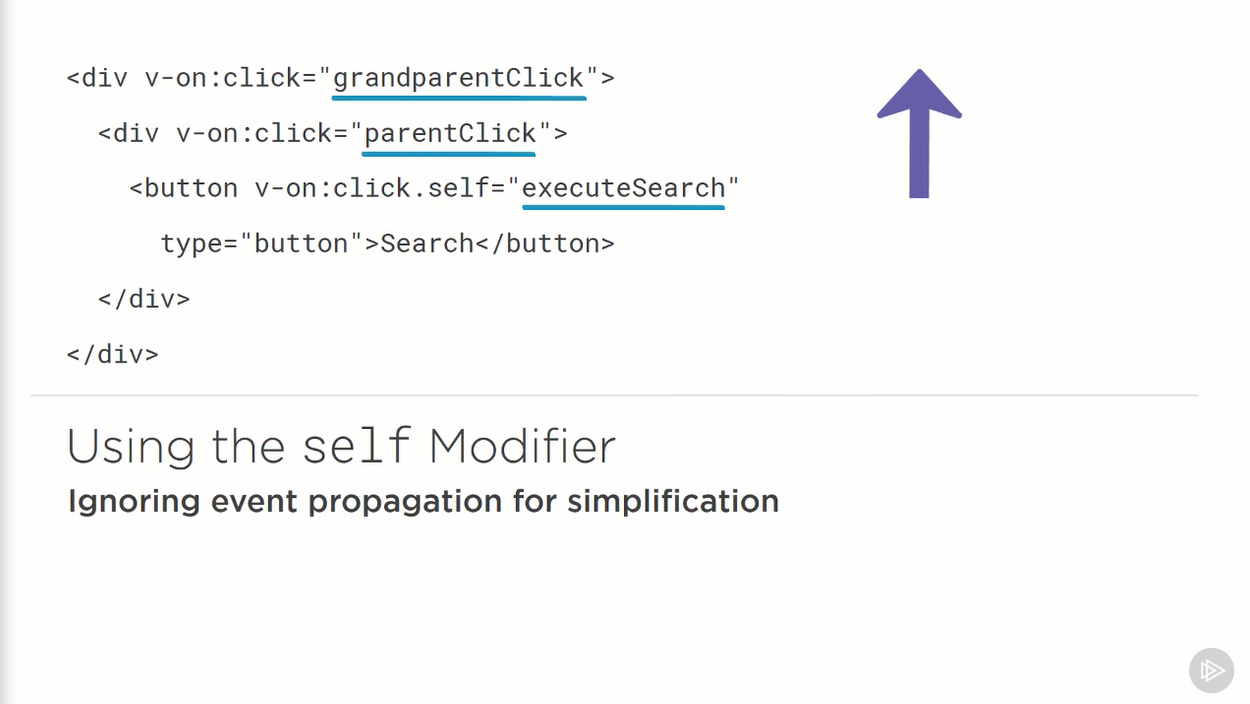 <div v-on:click="grandparentClick">
<div v-on:click="parentClick">
<button v-on:click.self="executeSearch"
type="button">Search</button>
</div>
</div>
Using the self Modifier
Ignoring event propagation for simplification